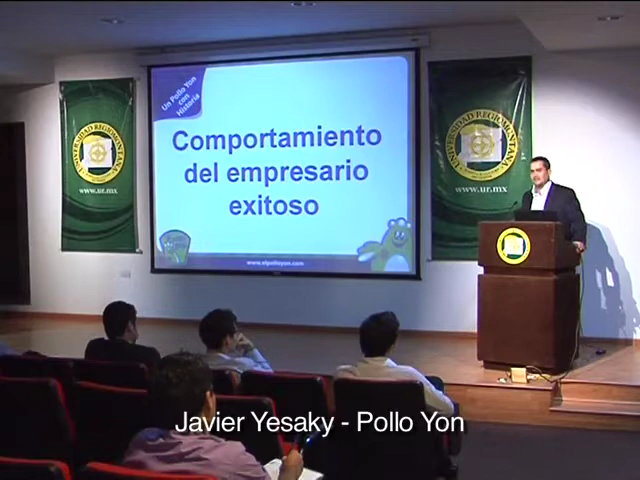 Un Pollo Yon
con
Historia
Comportamiento
del empresario
exitoso
www.elpolloyon.com
UNIVERSIDAD REGIOMONTANA
www.ur.mx
UNIVERSIDAD REGIOMONTANA
www.ur.mx
Javier Yesaky - Pollo Yon